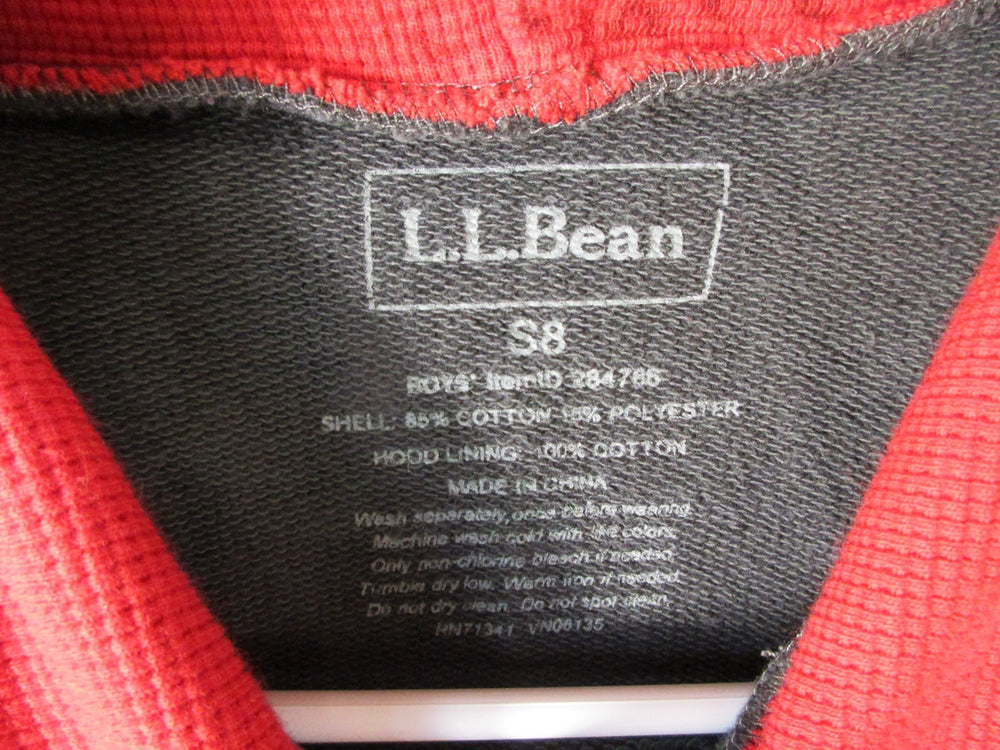 L.L.Bean
S8
BOYS' ItemID 284766
SHELL: 85% COTTON 15% POLYESTER
HOOD LINING: 100% COTTON
MADE IN CHINA
Wash separately, once before wearing.
Machine wash cold with like colors.
Only non-chlorine bleach if needed.
Tumble dry low. Warm iron if needed.
Do not dry clean. Do not spot clean.
RN71341 VN06135